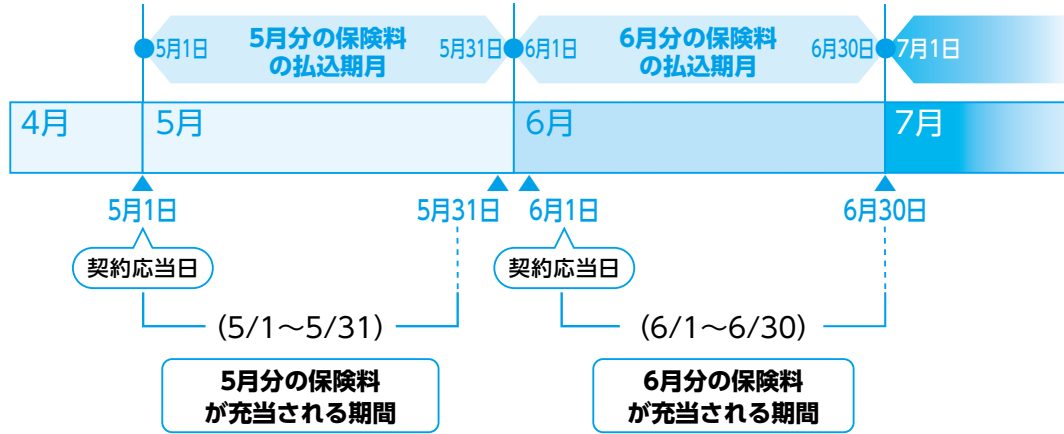 5月1日
5月分の保険料
の払込期月
5月31日
6月1日
6月分の保険料
の払込期月
6月30日
7月1日
4月
5月
6月
7月
5月1日
5月31日
6月1日
6月30日
契約応当日
契約応当日
(5/1〜5/31)
(6/1〜6/30)
5月分の保険料
が充当される期間
6月分の保険料
が充当される期間